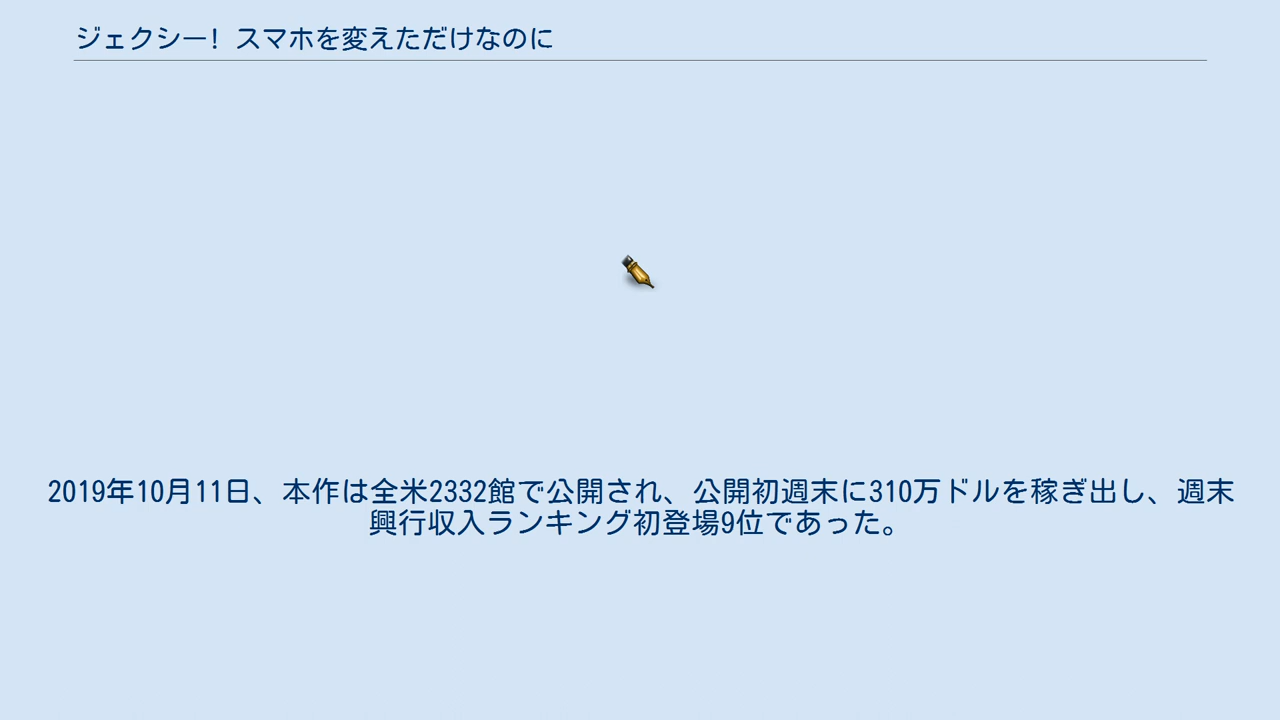 ジェクシー! スマホを変えただけなのに
2019年10月11日、本作は全米2332館で公開され、公開初週末に310万ドルを稼ぎ出し、週末
興行収入ランキング初登場9位であった。